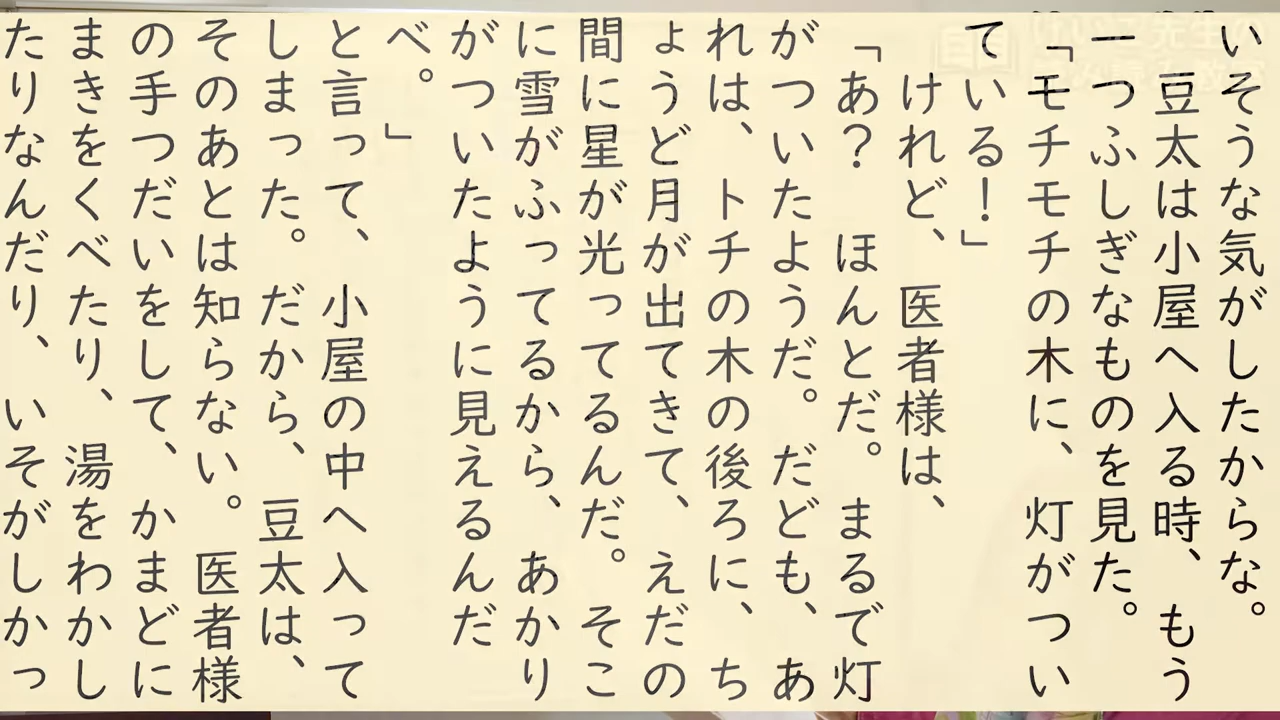 いそうな気がしたからな。
豆太は小屋へ入る時、もう
一つふしぎなものを見た。
「モチモチの木に、灯がつい
ている！」
けれど、医者様は、
「あ？　ほんとだ。まるで灯
がついたようだ。だども、あ
れは、トチの木の後ろに、ち
ょうど月が出てきて、えだの
間に星が光ってるんだ。そこ
に雪がふってるから、あかり
がついたように見えるんだ
べ。」
と言って、小屋の中へ入って
しまった。だから、豆太は、
そのあとは知らない。医者様
の手つだいをして、かまどに
まきをくべたり、湯をわかし
たりなんだり、いそがしかっ